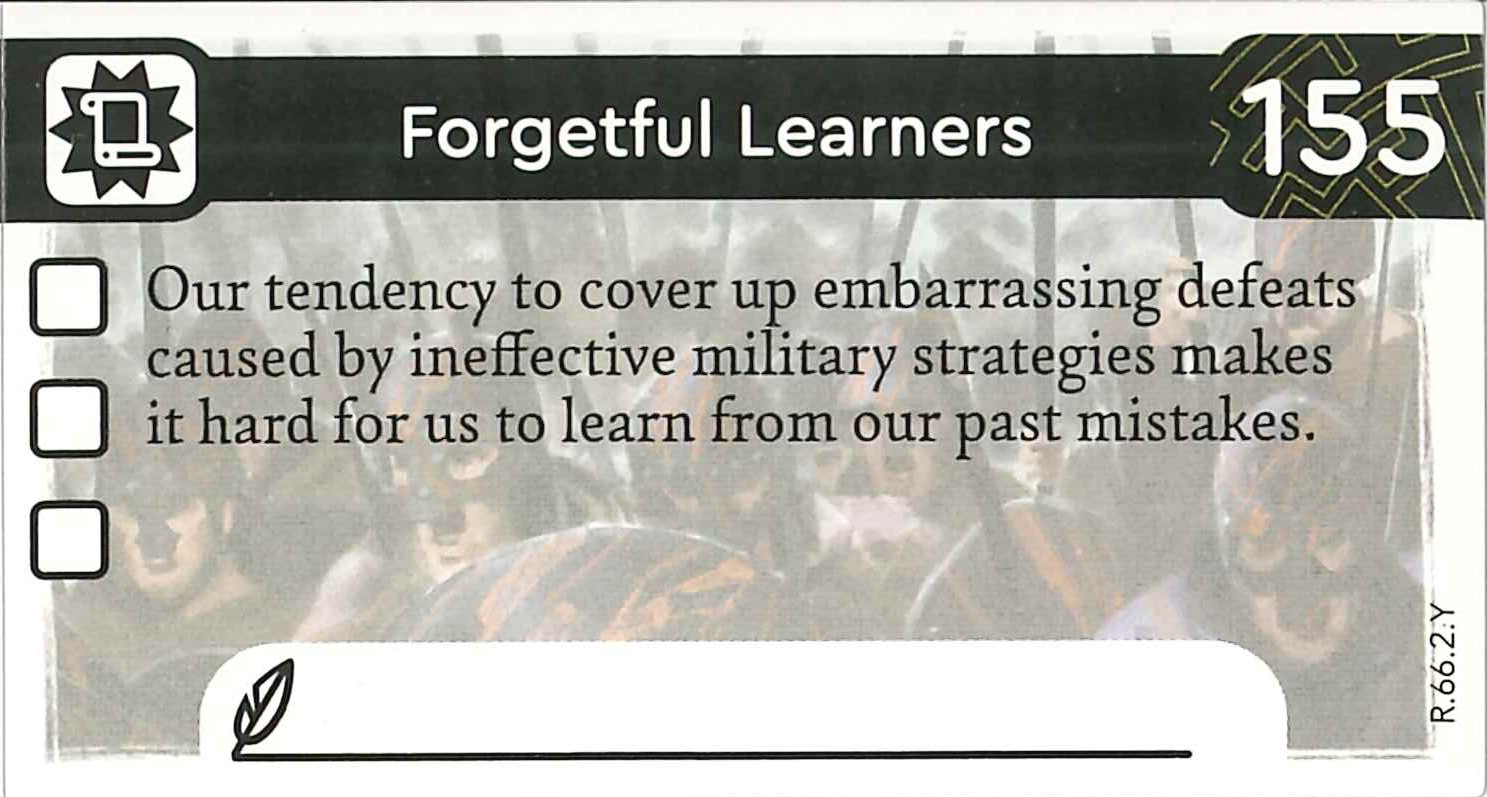 Forgetful Learners
155
Our tendency to cover up embarrassing defeats
caused by ineffective military strategies makes
it hard for us to learn from our past mistakes.
R.66.2.Y